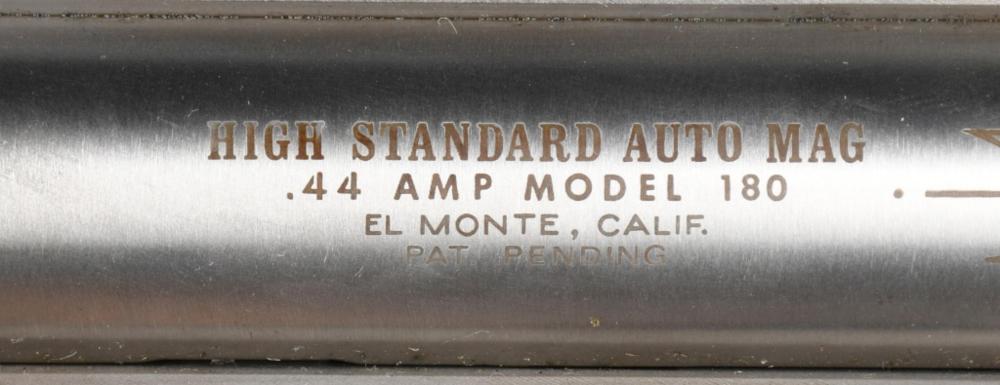 HIGH STANDARD AUTO MAG
.44 AMP MODEL 180
EL MONTE, CALIF.
PAT. PENDING